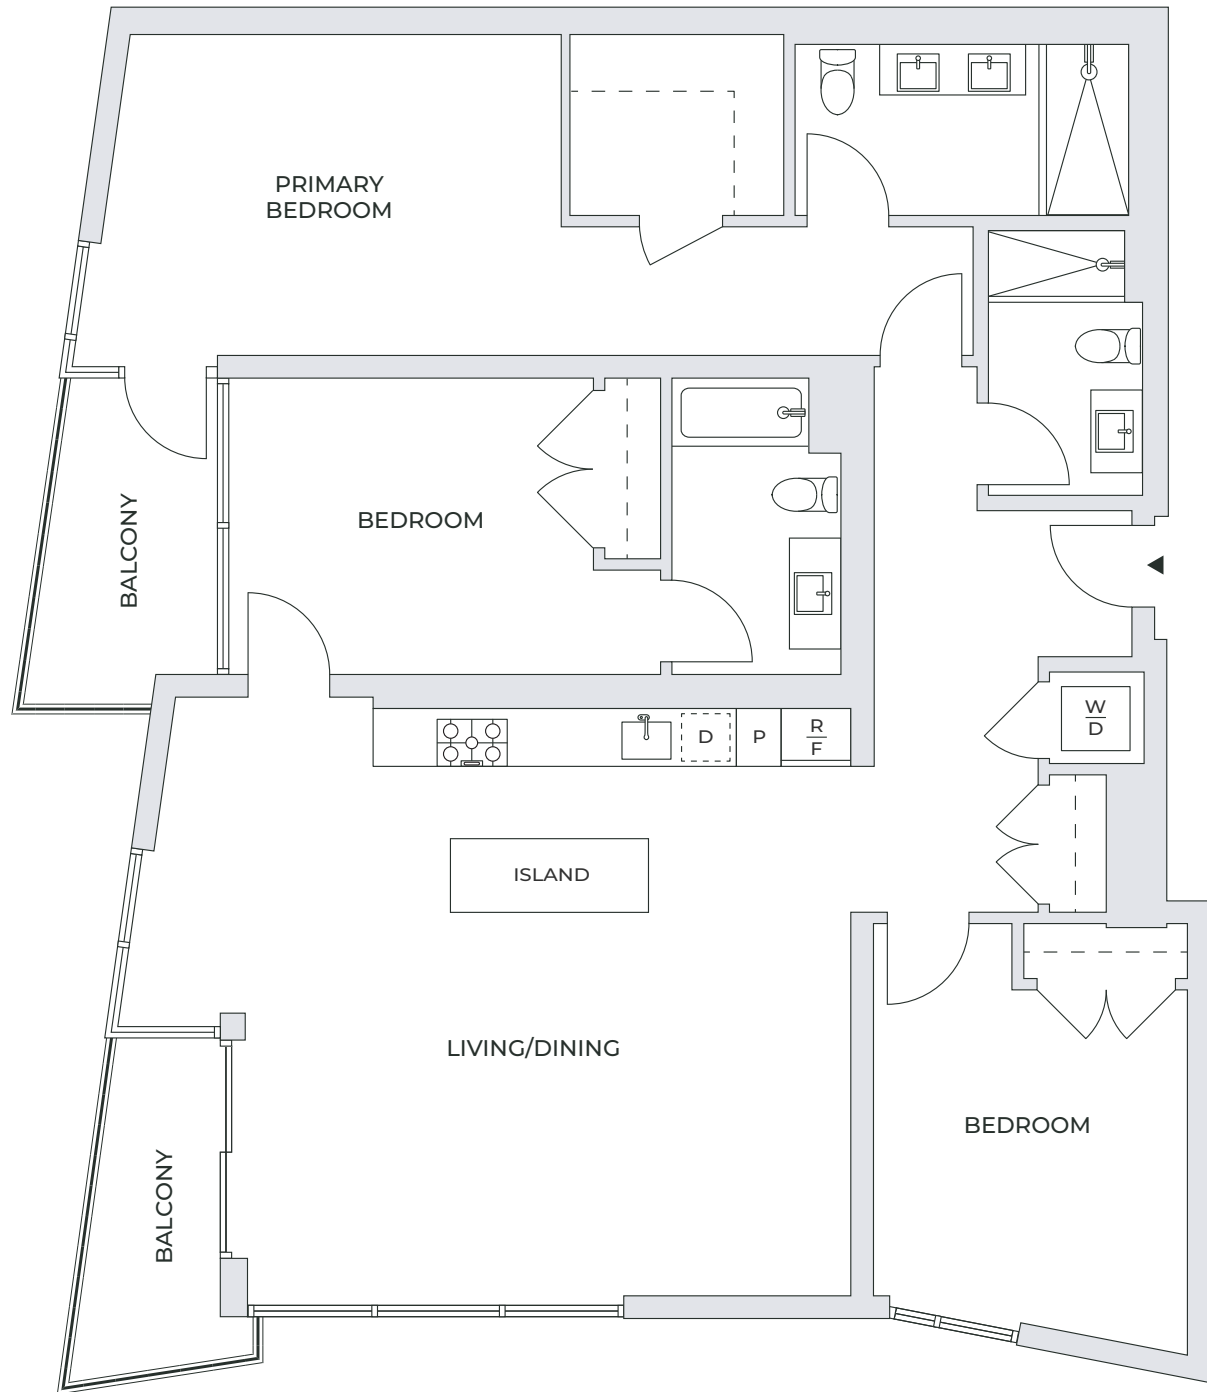 PRIMARY
BEDROOM
BEDROOM
BALCONY
D
P
R
F
W
D
ISLAND
LIVING/DINING
BEDROOM
BALCONY